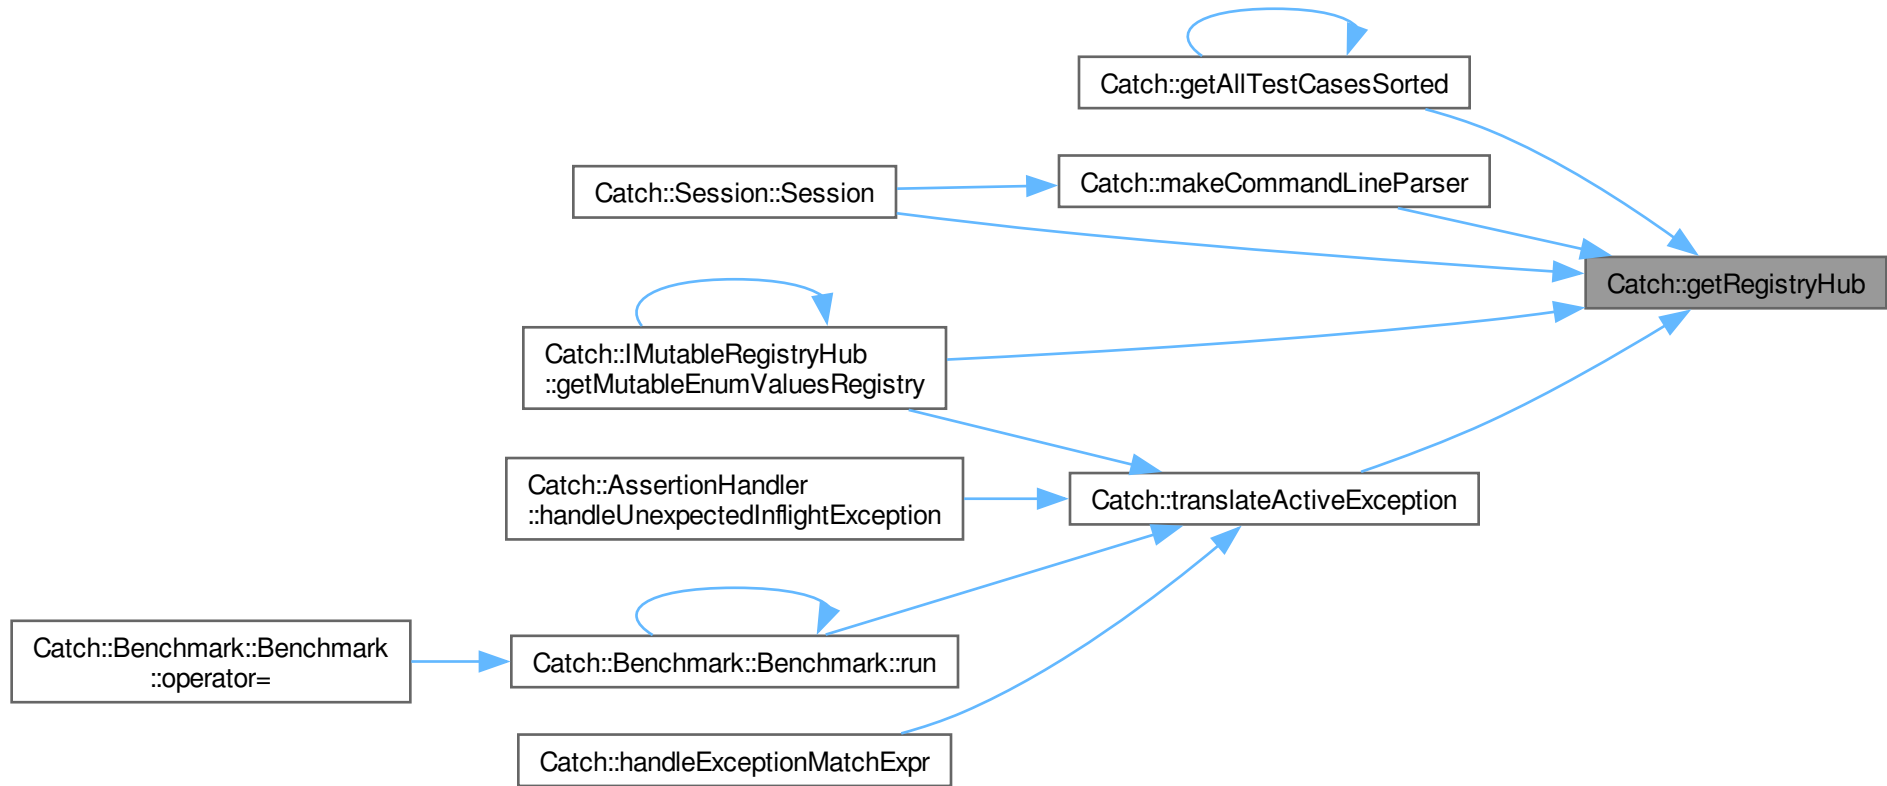 Catch::getAllTestCasesSorted
Catch::makeCommandLineParser
Catch::Session::Session
Catch::getRegistryHub
Catch::IMutableRegistryHub
::getMutableEnumValuesRegistry
Catch::AssertionHandler
::handleUnexpectedInflightException
Catch::translateActiveException
Catch::Benchmark::Benchmark
::operator=
Catch::Benchmark::Benchmark::run
Catch::handleExceptionMatchExpr